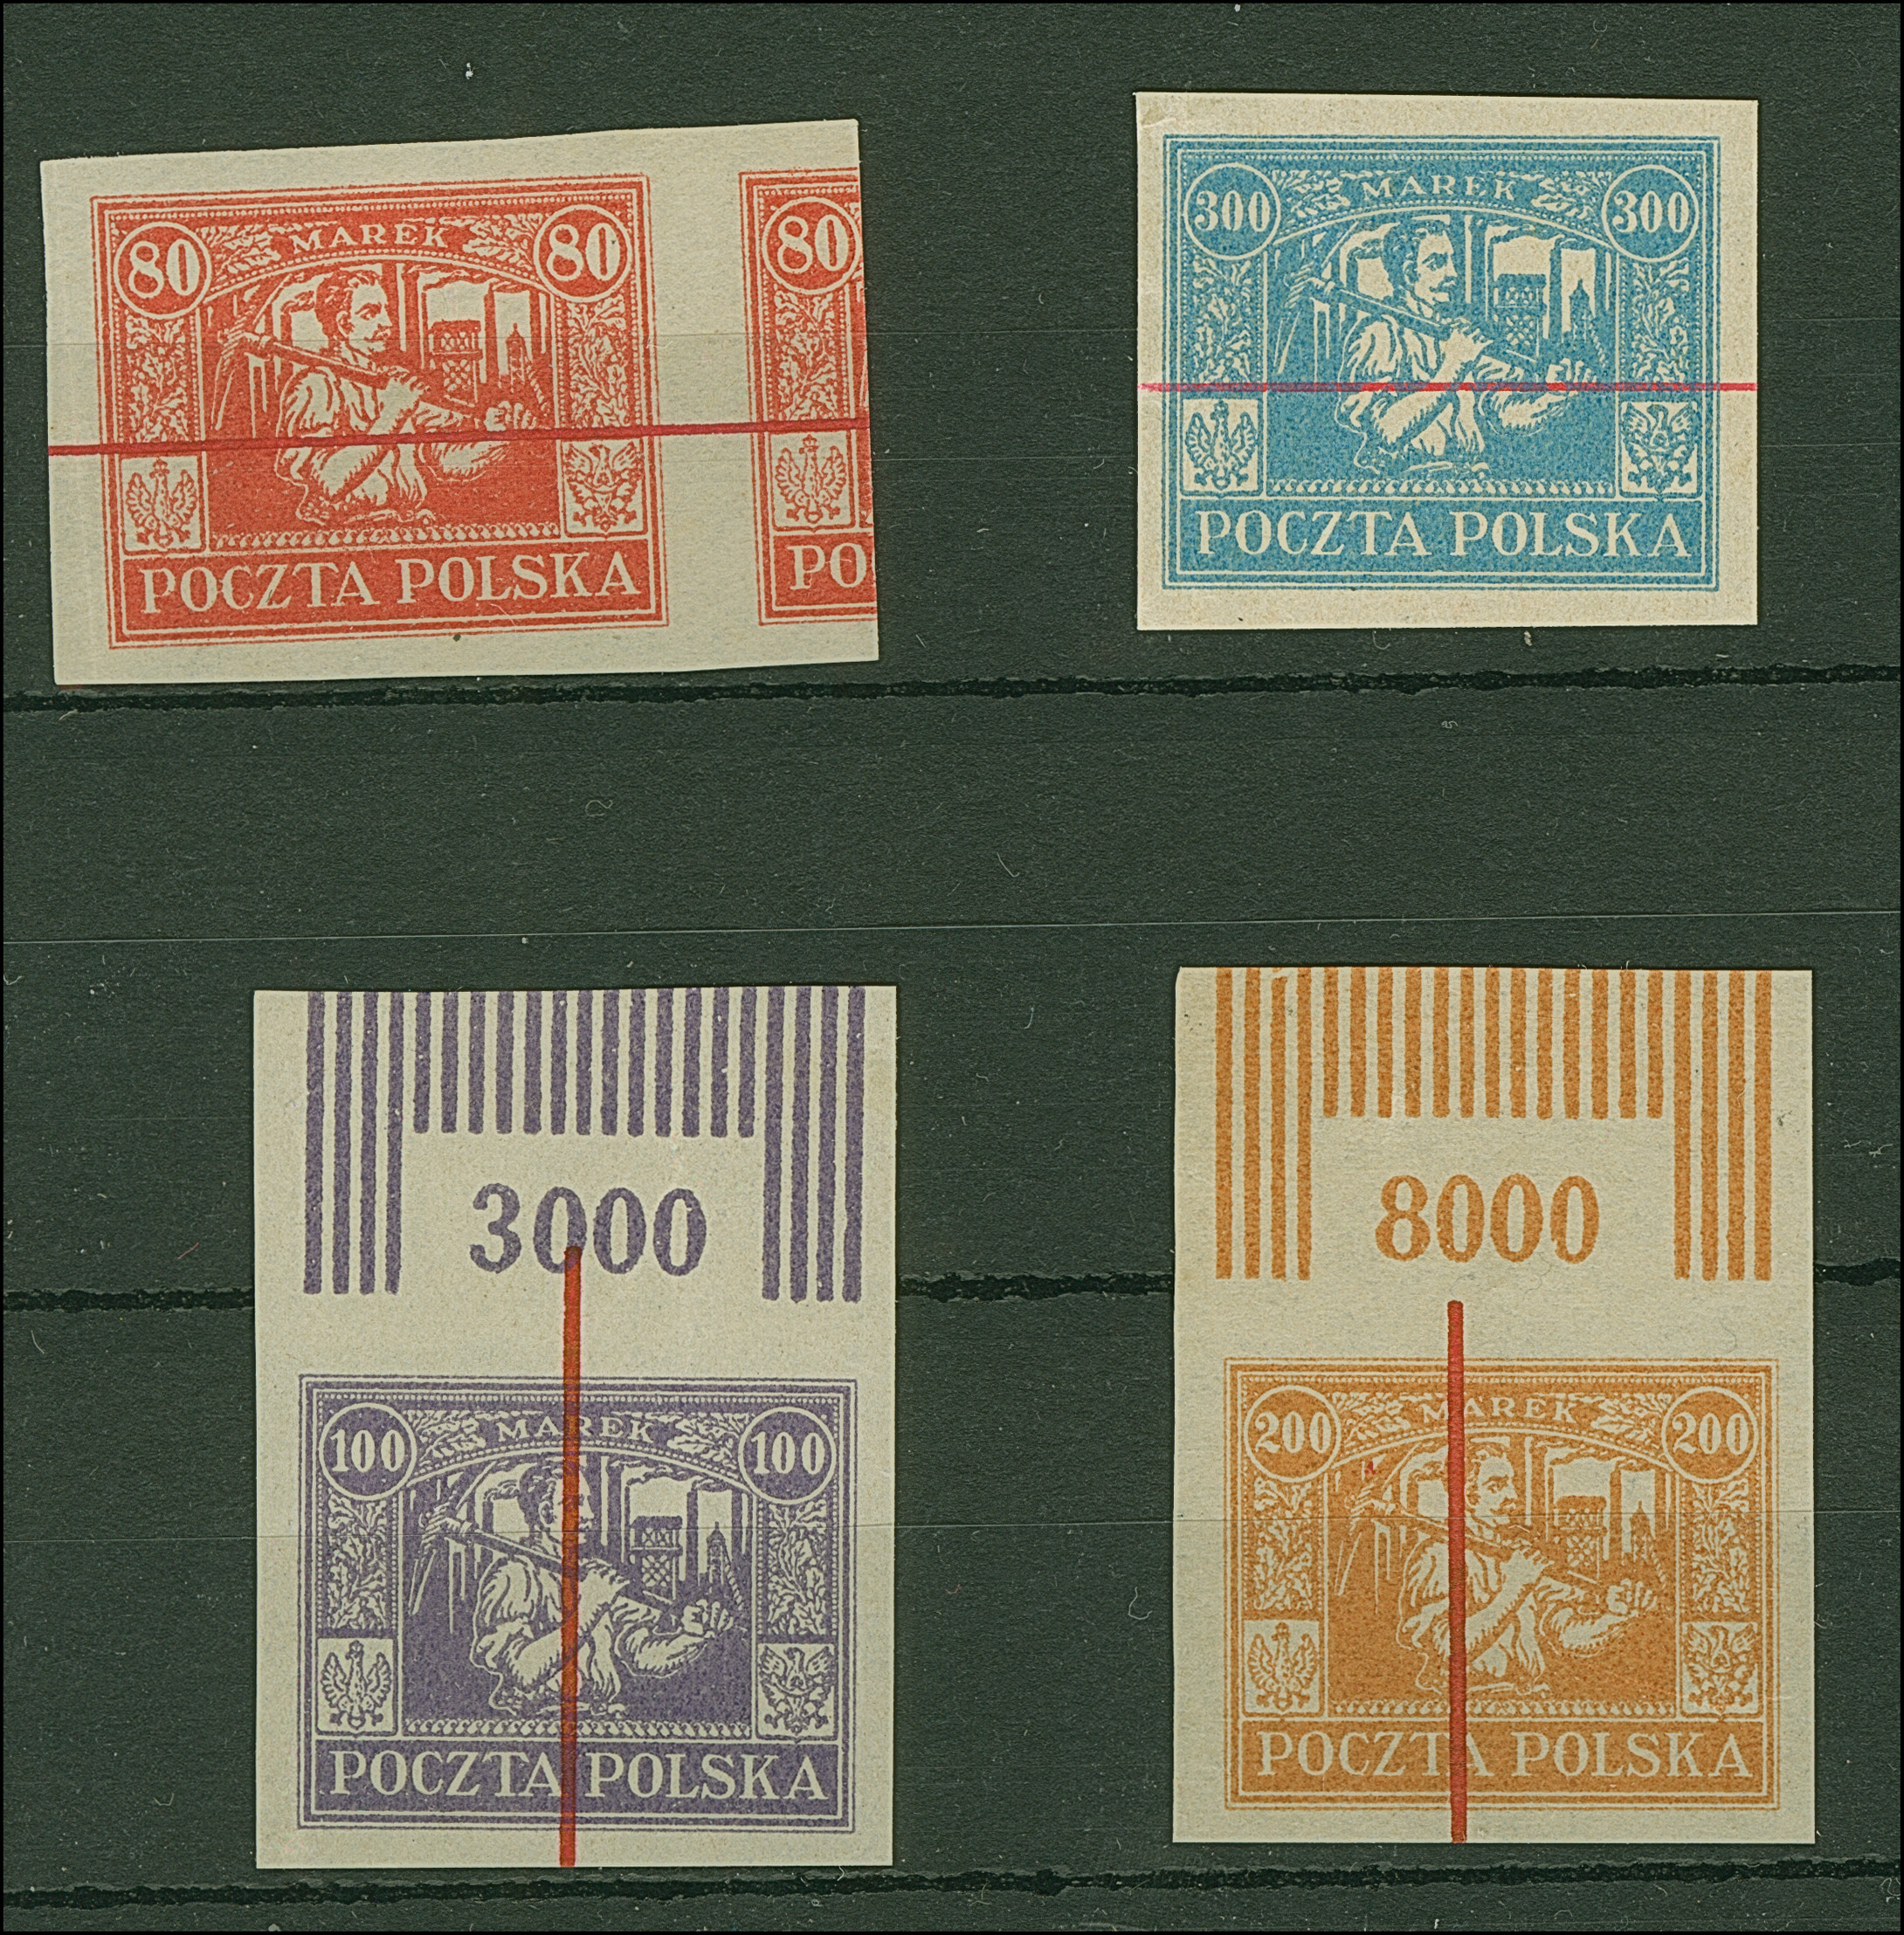 80 MAREK 80
POCZTA POLSKA
80
PO
300 MAREK 300
POCZTA POLSKA
3000
100 MAREK 100
POCZTA POLSKA
8000
200 MAREK 200
POCZTA POLSKA